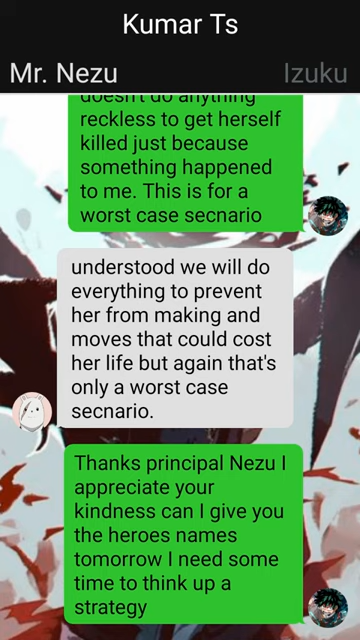 Kumar Ts
Mr. Nezu Izuku
doesn't do anything
reckless to get herself
killed just because
something happened
to me. This is for a
worst case secnario
understood we will do
everything to prevent
her from making and
moves that could cost
her life but again that's
only a worst case
secnario.
Thanks principal Nezu I
appreciate your
kindness can I give you
the heroes names
tomorrow I need some
time to think up a
strategy